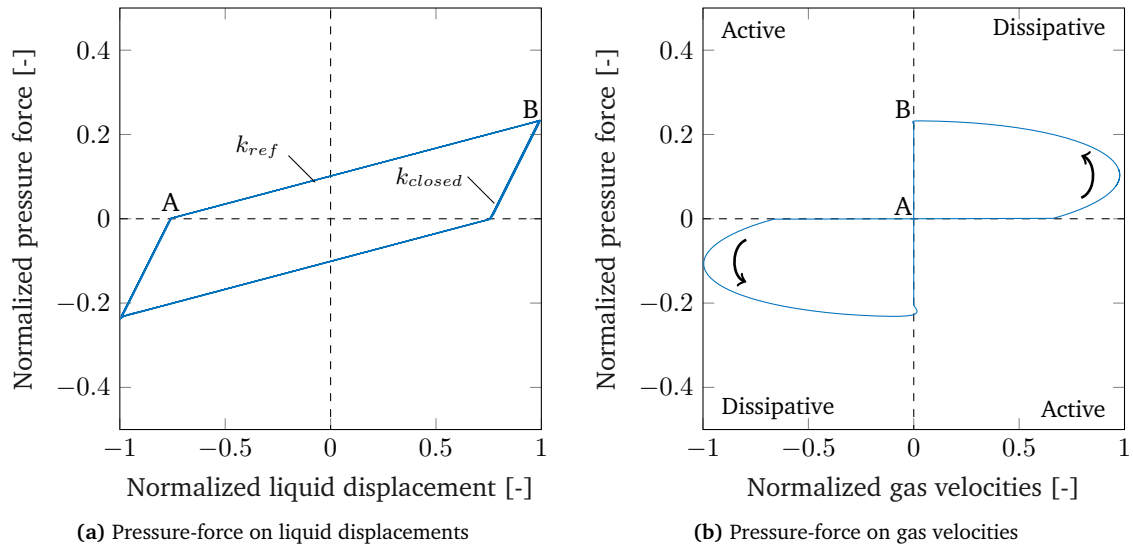 0.4
0.2
0
−0.2
−0.4
−1
−0.5
0
0.5
1
Normalized pressure force [-]
Normalized liquid displacement [-]
A
B
k_ref
k_closed
(a) Pressure-force on liquid displacements
0.4
0.2
0
−0.2
−0.4
−1
−0.5
0
0.5
1
Normalized pressure force [-]
Normalized gas velocities [-]
Active
Dissipative
B
A
Dissipative
Active
(b) Pressure-force on gas velocities